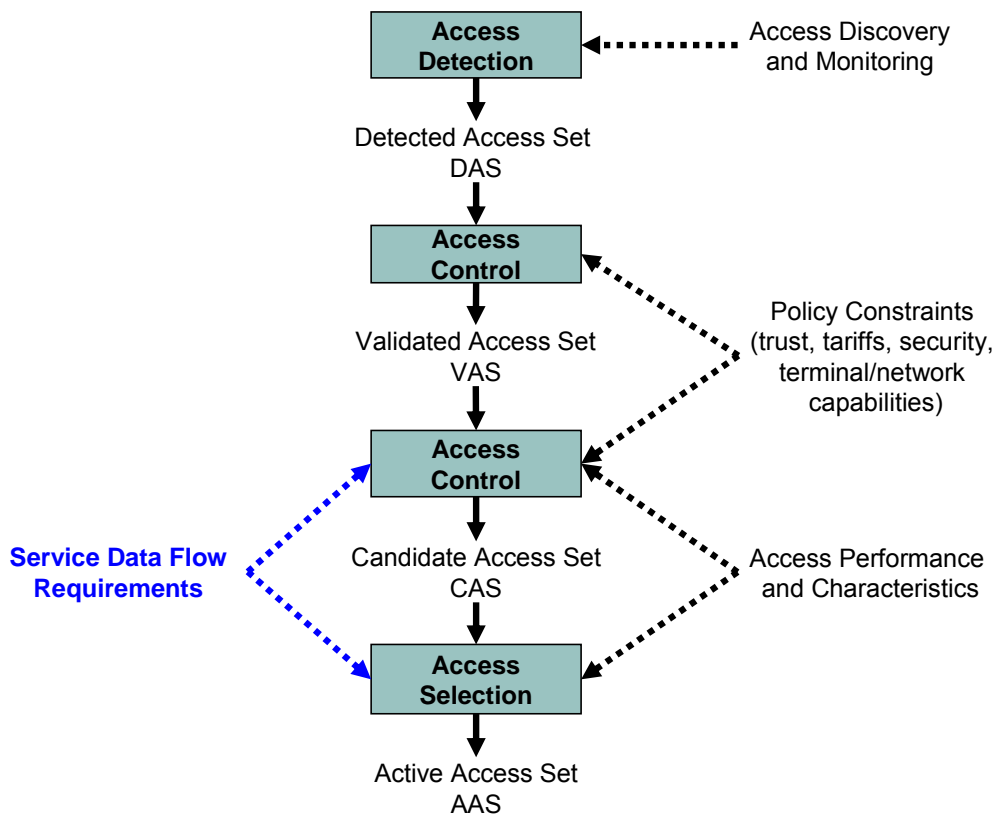 Access
Detection
Access Discovery
and Monitoring
Detected Access Set
DAS
Access
Control
Policy Constraints
(trust, tariffs, security,
terminal/network
capabilities)
Validated Access Set
VAS
Access
Control
Service Data Flow
Requirements
Candidate Access Set
CAS
Access Performance
and Characteristics
Access
Selection
Active Access Set
AAS